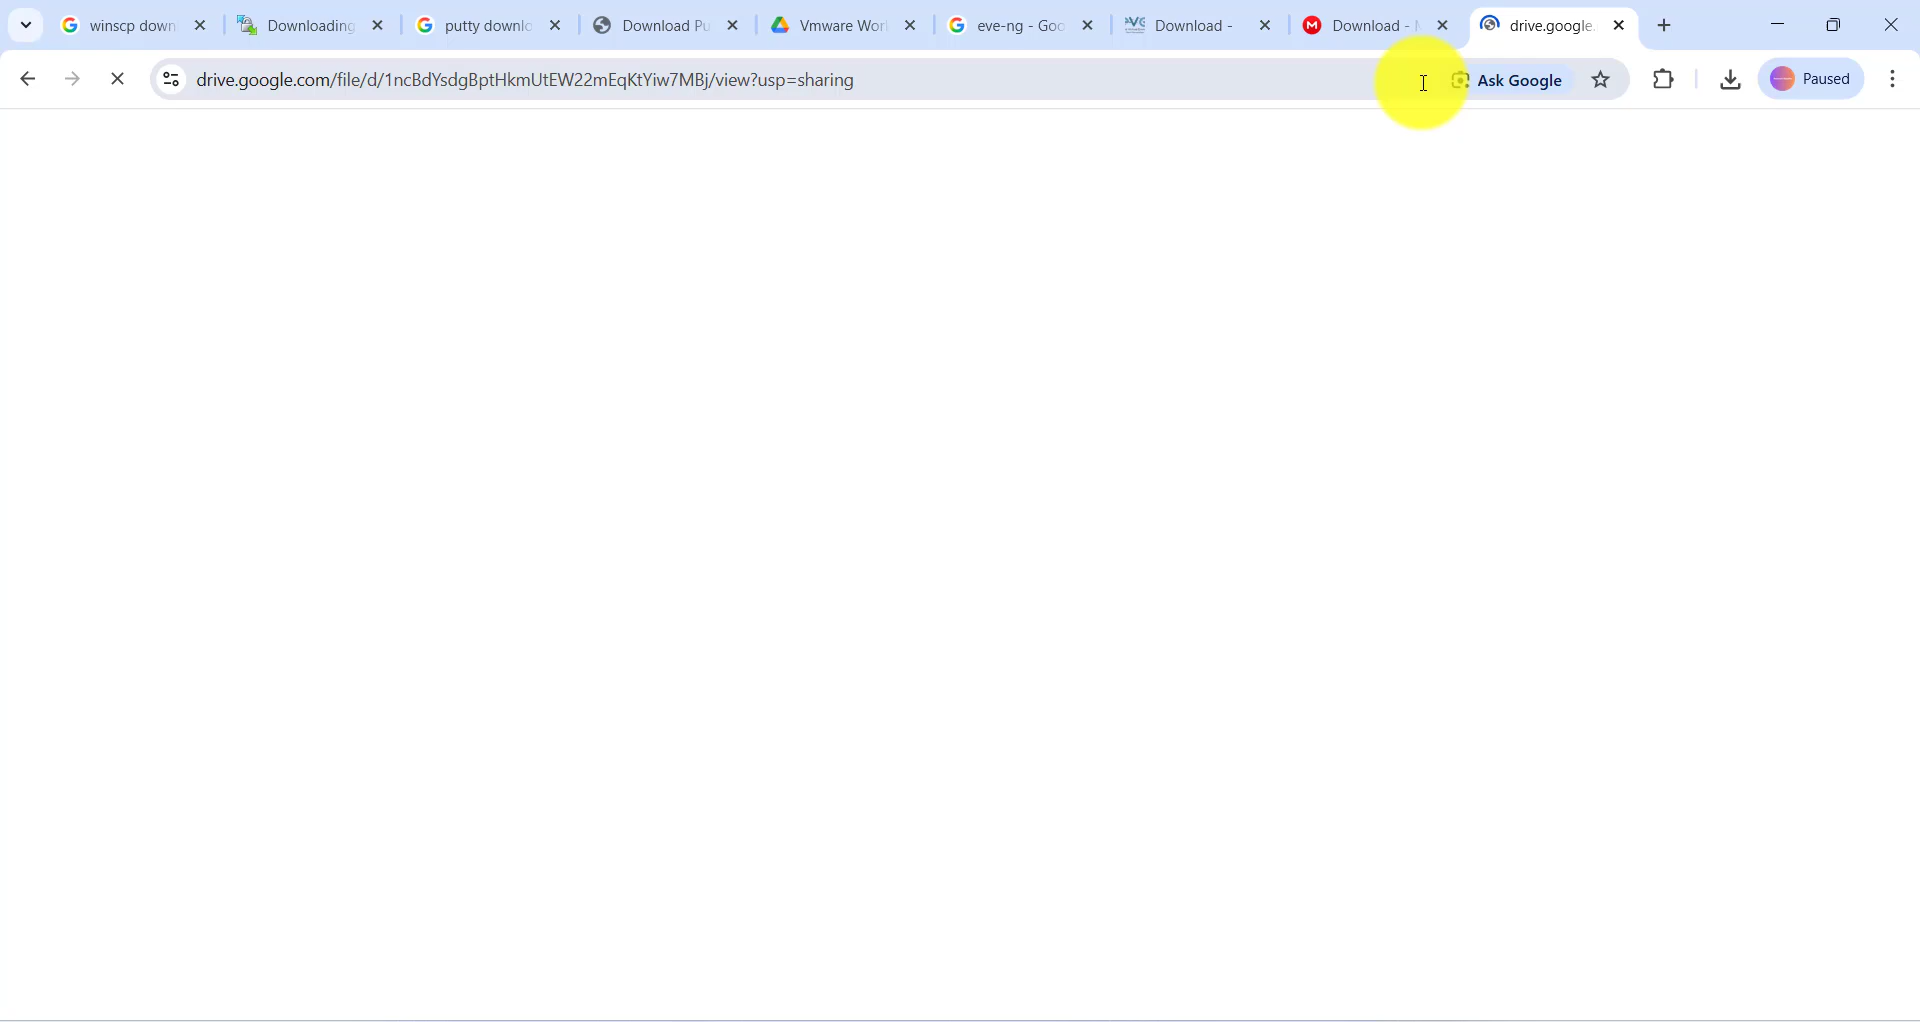 winscp down
Downloading
putty downlo
Download Pu
Vmware Wor
eve-ng - Goo
Download -
Download -
drive.google.
drive.google.com/file/d/1ncBdYsdgBptHkmUtEW22mEqKtYiw7MBj/view?usp=sharing
Ask Google
Paused